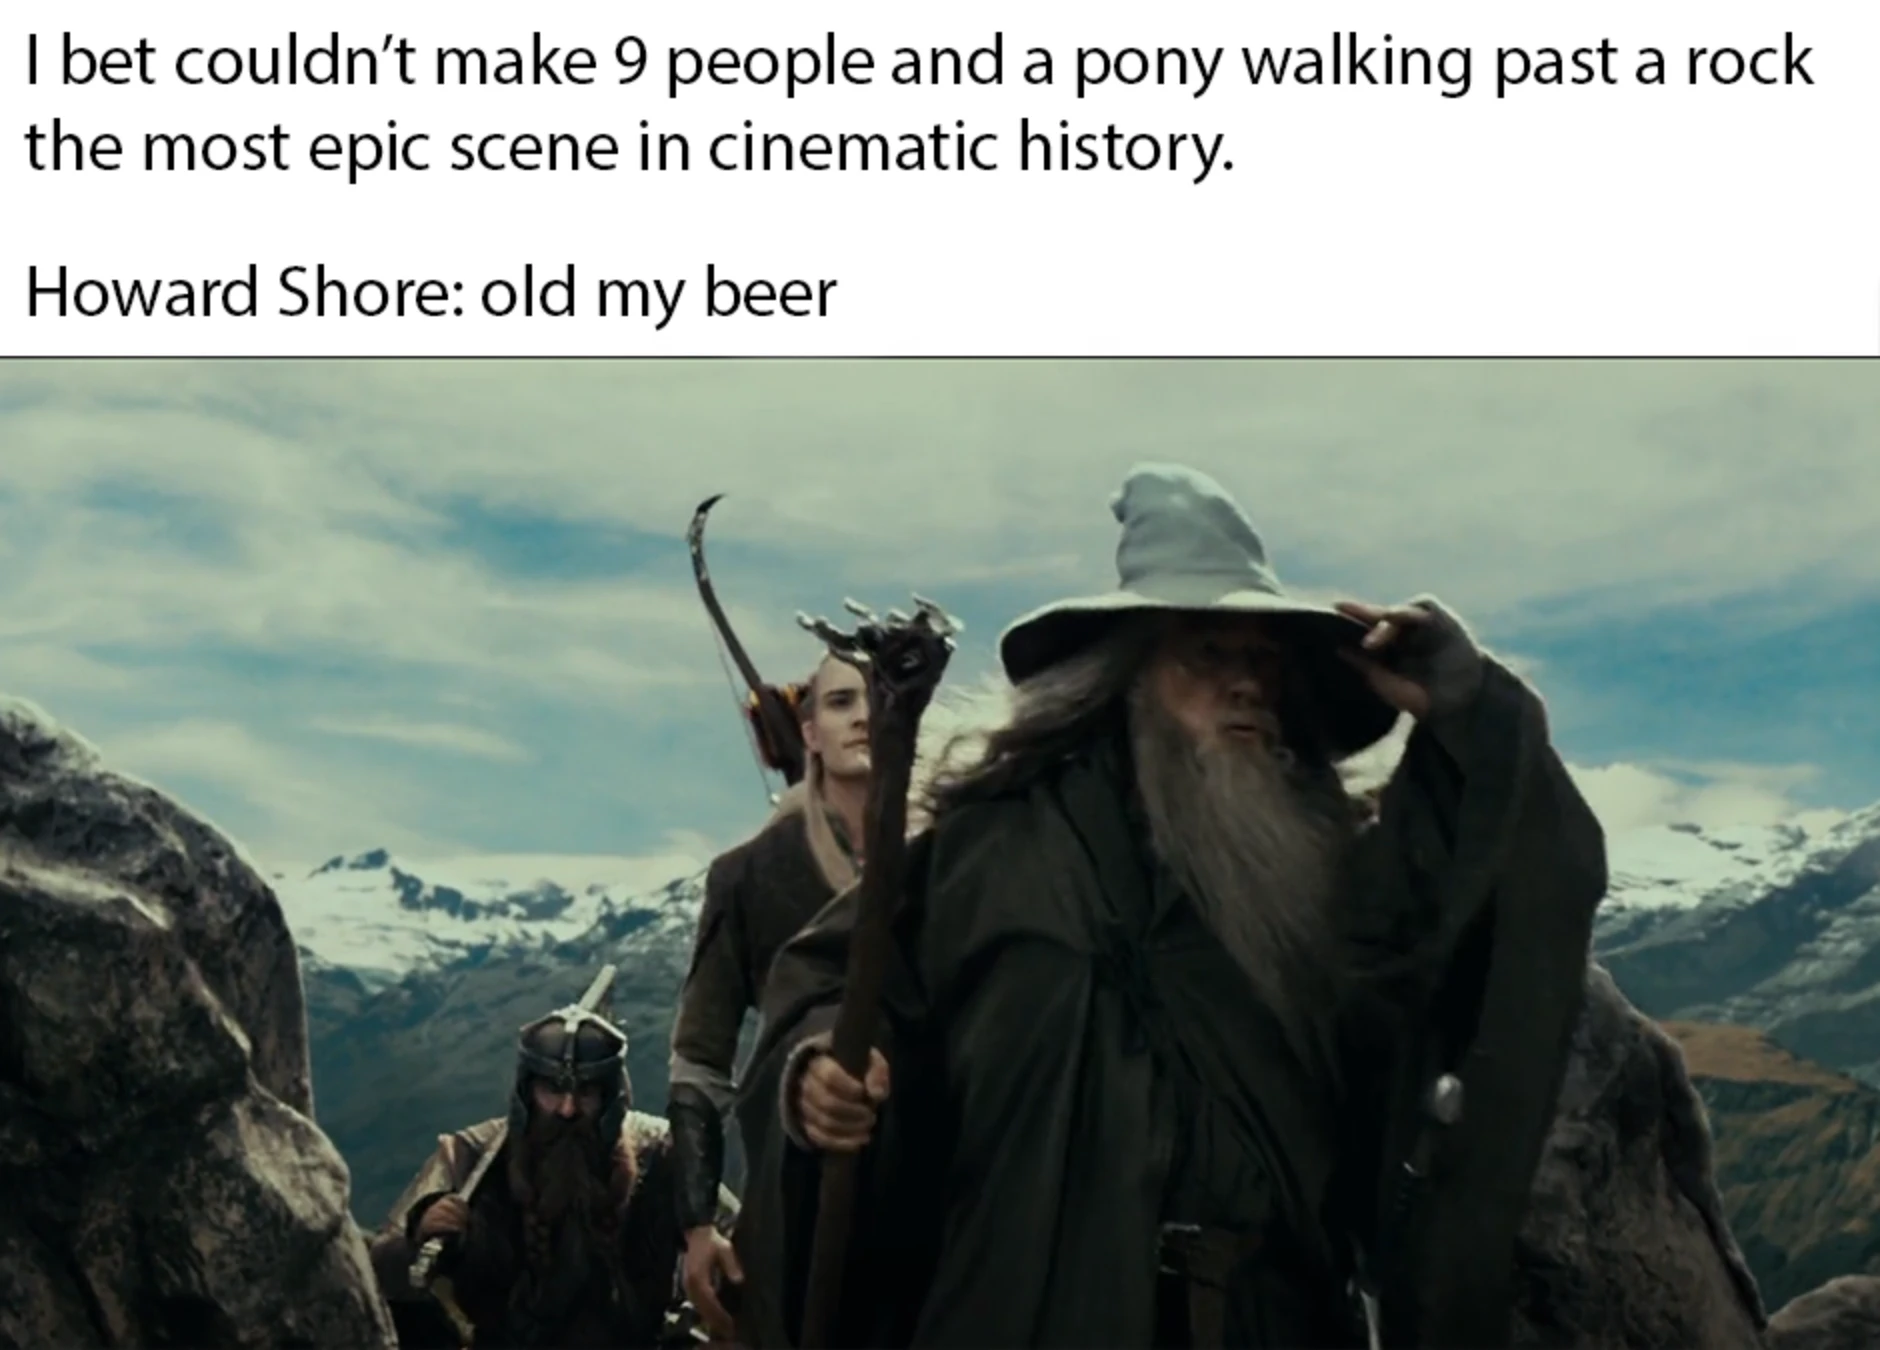 I bet couldn’t make 9 people and a pony walking past a rock
the most epic scene in cinematic history.
Howard Shore: old my beer